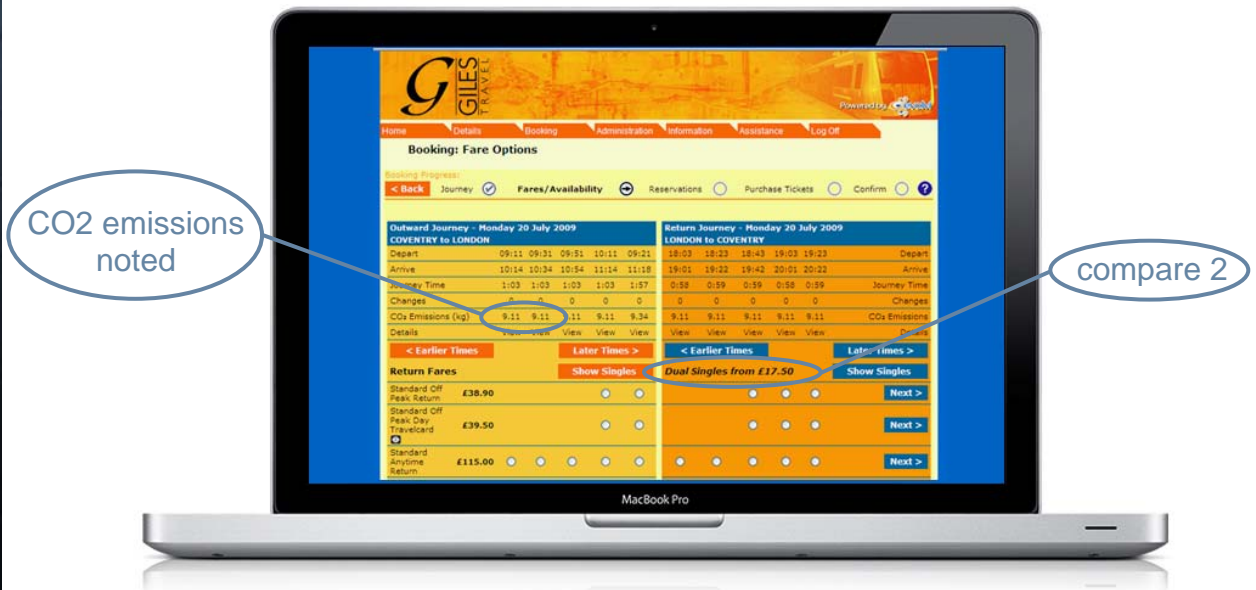 G GILES
TRAVEL
Powered by
Home Details Booking Administration Information Assistance Log Off
Booking: Fare Options
Booking Progress:
< Back Journey Fares/Availability Reservations Purchase Tickets Confirm ?
Outward Journey - Monday 20 July 2009
COVENTRY to LONDON
Depart 09:11 09:31 09:51 10:11 09:21
Arrive 10:14 10:34 10:54 11:14 11:18
Journey Time 1:03 1:03 1:03 1:03 1:57
Changes 0 0 0 0 0
CO₂ Emissions (kg) 9.11 9.11 9.11 9.11 9.34
Details View View View View View
< Earlier Times Later Times >
Return Fares Show Singles
Return Journey - Monday 20 July 2009
LONDON to COVENTRY
18:03 18:23 18:43 19:03 19:23 Depart
19:01 19:22 19:42 20:01 20:22 Arrive
0:58 0:59 0:59 0:58 0:59 Journey Time
0 0 0 0 0 Changes
9.11 9.11 9.11 9.11 9.11 CO₂ Emissions
View View View View View Details
< Earlier Times Later Times >
Dual Singles from £17.50 Show Singles
Standard Off
Peak Return £38.90 Next >
Standard Off
Peak Day
Travelcard £39.50 Next >
Standard
Anytime
Return £115.00 Next >
MacBook Pro
CO2 emissions
noted
compare 2